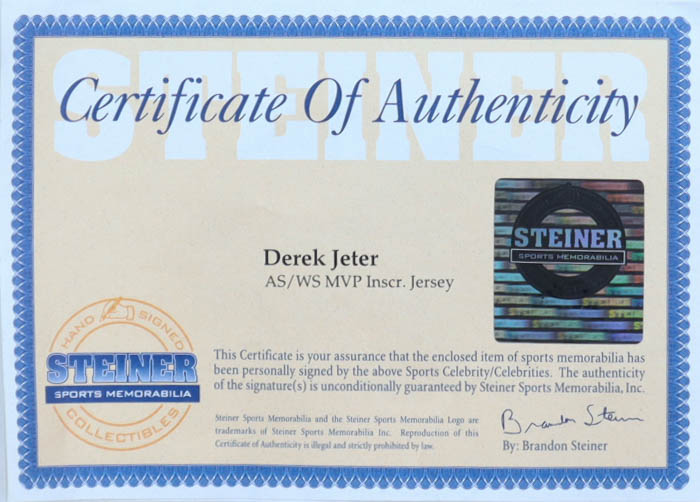 STEINER
Certificate Of Authenticity
STEINER
SPORTS MEMORABILIA
Derek Jeter
AS/WS MVP Inscr. Jersey
HAND SIGNED
STEINER
SPORTS MEMORABILIA
COLLECTIBLES
This Certificate is your assurance that the enclosed item of sports memorabilia has
been personally signed by the above Sports Celebrity/Celebrities. The authenticity
of the signature(s) is unconditionally guaranteed by Steiner Sports Memorabilia, Inc.
Steiner Sports Memorabilia and the Steiner Sports Memorabilia Logo are
trademarks of Steiner Sports Memorabilia Inc. Reproduction of this
Certificate of Authenticity is illegal and strictly prohibited by law.
Brandon Steiner
By: Brandon Steiner